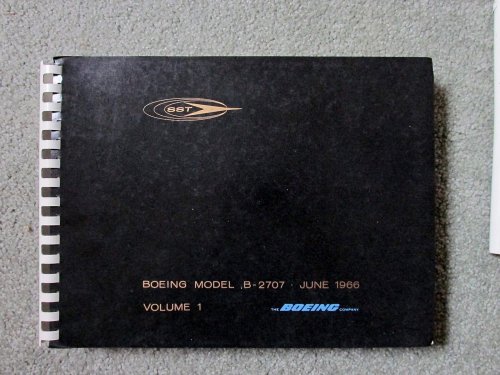 SST
BOEING MODEL ,B-2707 · JUNE 1966
VOLUME 1
THE BOEING COMPANY